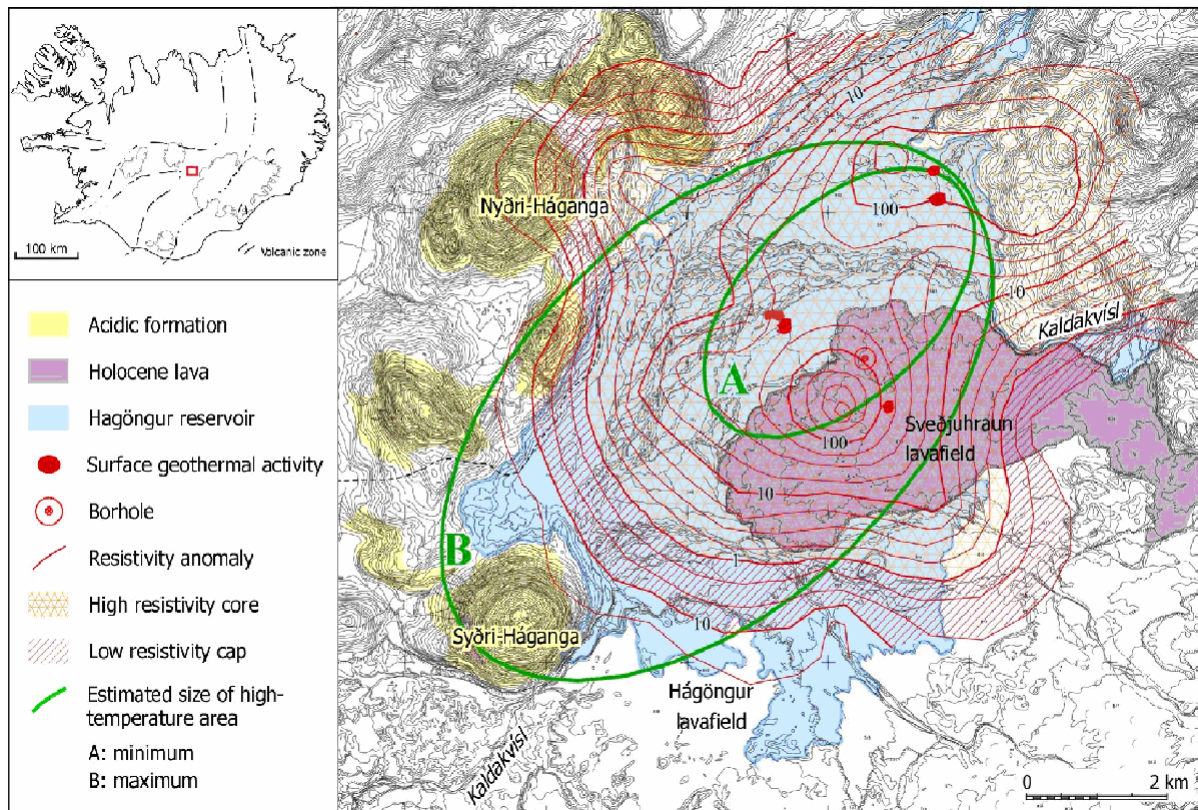 100 km
Volcanic zone
Acidic formation
Holocene lava
Hagöngur reservoir
Surface geothermal activity
Borhole
Resistivity anomaly
High resistivity core
Low resistivity cap
Estimated size of high-
temperature area
A: minimum
B: maximum
1
10
Nyðri-Háganga
100
10
Kaldakvísl
A
Sveðjuhraun
lavafield
100
10
B
1
10
Syðri-Háganga
Hágöngur
lavafield
Kaldakvísl
0 2 km